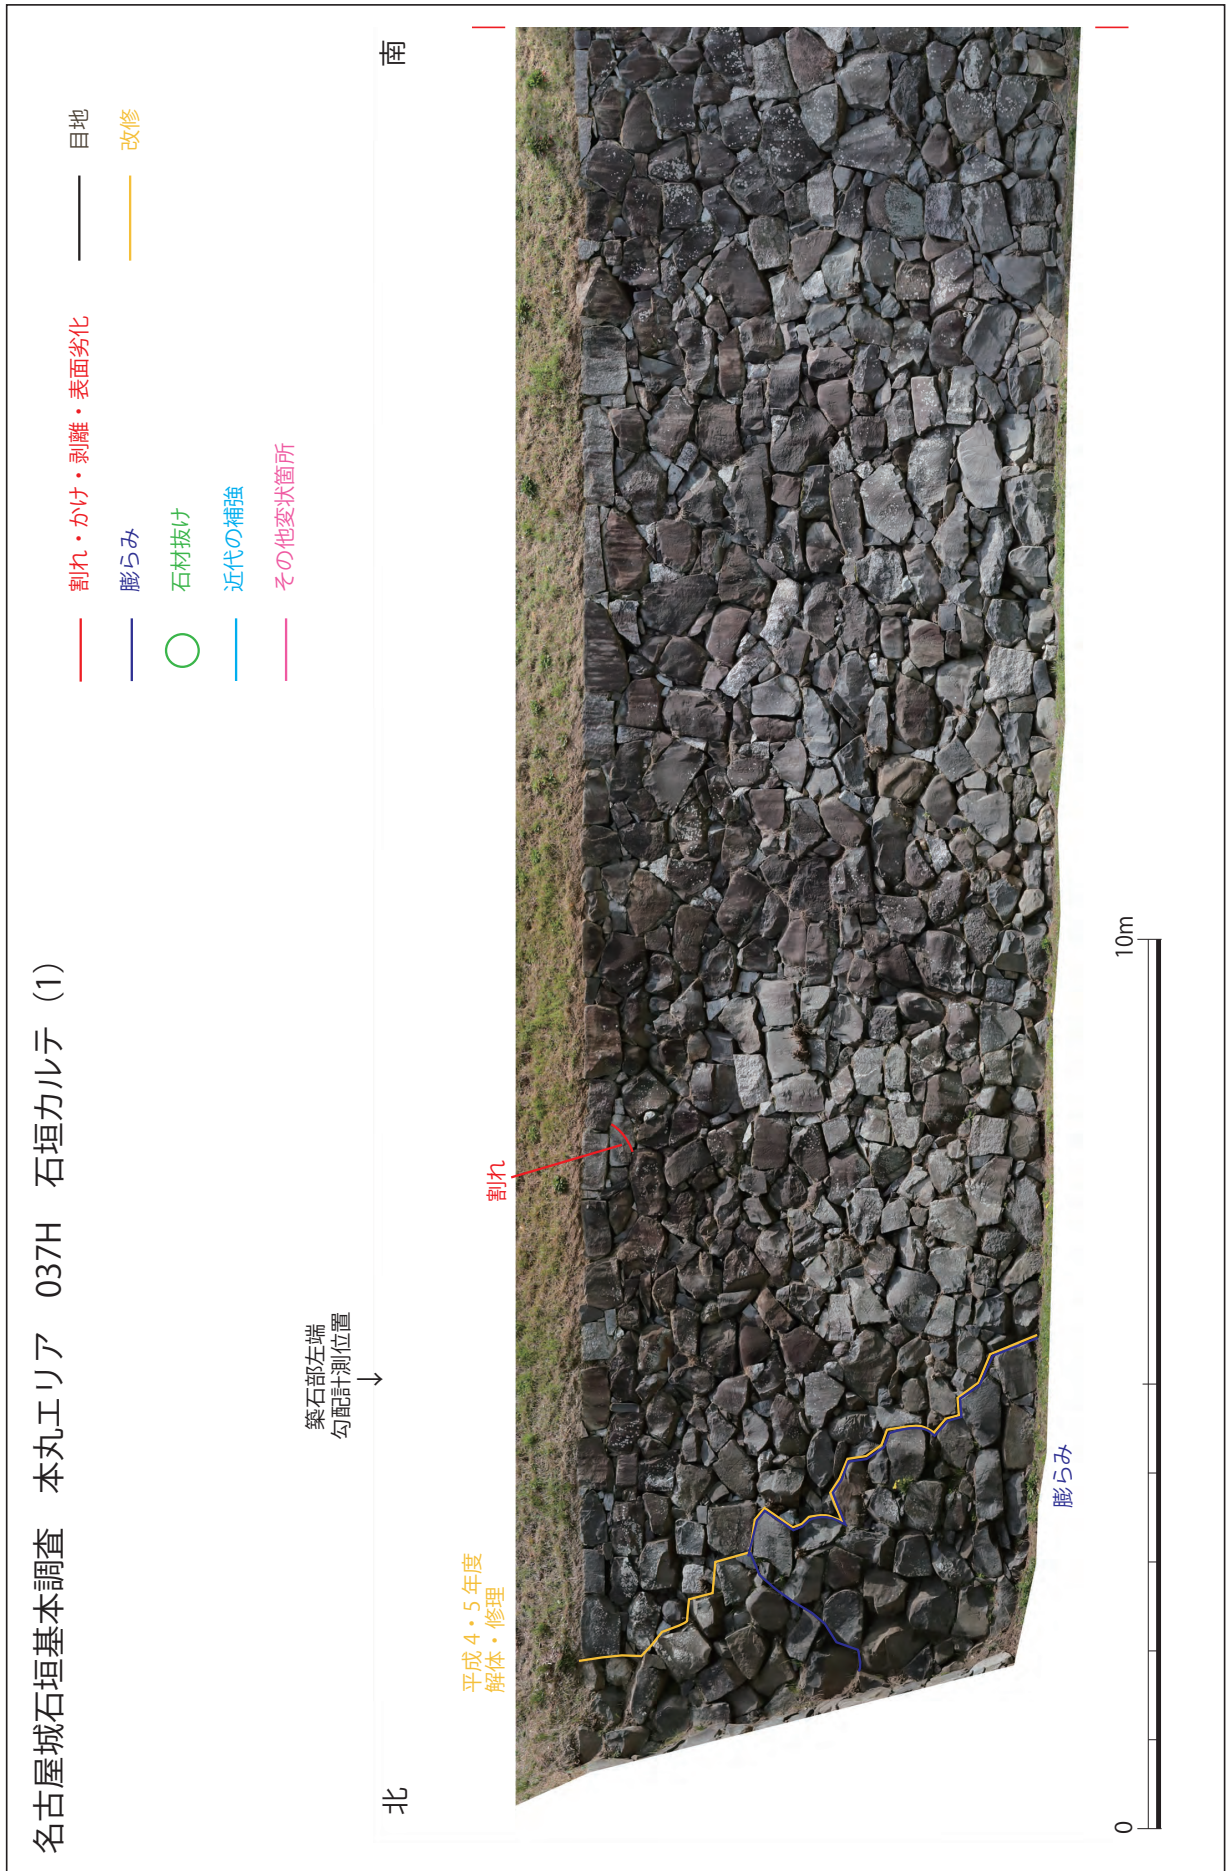 名古屋城石垣基本調査 本丸エリア 037H 石垣カルテ（1）
割れ・かけ・剥離・表面劣化
膨らみ
石材抜け
近代の補強
その他変状箇所
目地
改修
築石部左端
勾配計測位置
北
南
平成 4・5 年度
解体・修理
割れ
膨らみ
0
10m